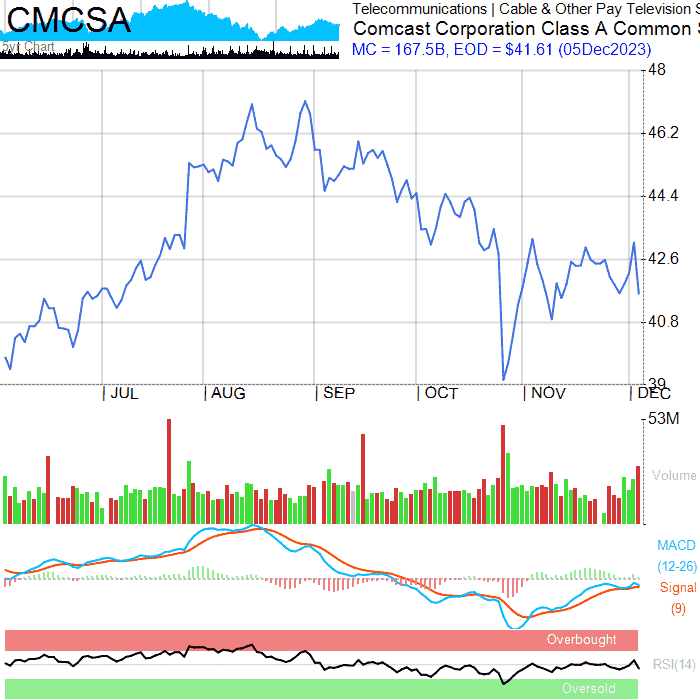 CMCSA
5yr Chart
Telecommunications | Cable & Other Pay Television S
Comcast Corporation Class A Common S
MC = 167.5B, EOD = $41.61 (05Dec2023)
48
46.2
44.4
42.6
40.8
39
| JUL | AUG | SEP | OCT | NOV | DEC
53M
Volume
MACD
(12-26)
Signal
(9)
Overbought
RSI(14)
Oversold